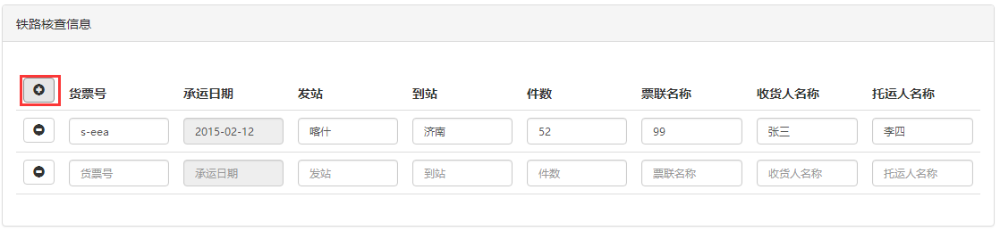 铁路核查信息
货票号 承运日期 发站 到站 件数 票联名称 收货人名称 托运人名称
s-eea 2015-02-12 喀什 济南 52 99 张三 李四
货票号 承运日期 发站 到站 件数 票联名称 收货人名称 托运人名称